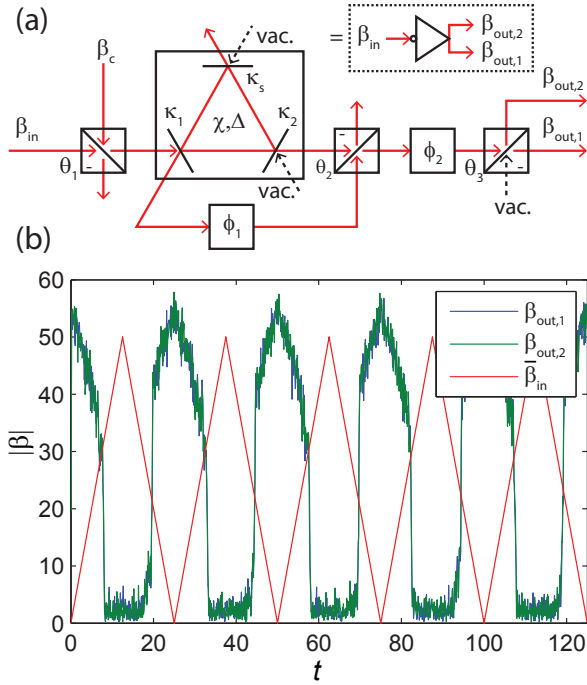 (a)
vac.
= β_in β_out,2
β_out,1
β_c
κ_s
β_out,2
κ_1 κ_2
χ,Δ
β_in - - β_out,1
θ_1 - θ_2 ϕ_2 θ_3
vac. vac.
ϕ_1
(b)
60
50
40
30
20
10
0
|β|
β_out,1
β_out,2
β̅_in
0 20 40 60 80 100 120
t